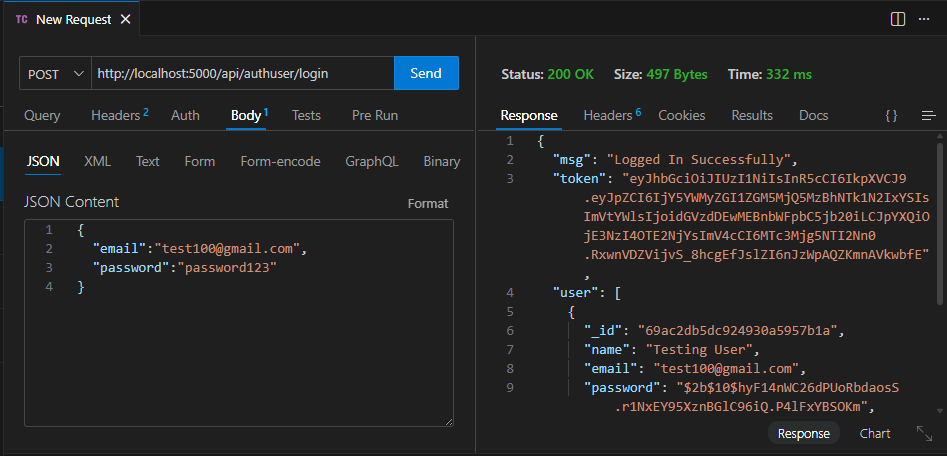 TC New Request
POST http://localhost:5000/api/authuser/login Send
Query Headers 2 Auth Body 1 Tests Pre Run
JSON XML Text Form Form-encode GraphQL Binary
JSON Content Format
1 {
2 "email":"test100@gmail.com",
3 "password":"password123"
4 }
Status: 200 OK Size: 497 Bytes Time: 332 ms
Response Headers 6 Cookies Results Docs {}
1 {
2 "msg": "Logged In Successfully",
3 "token": "eyJhbGciOiJIUzI1NiIsInR5cCI6IkpXVCJ9
.eyJpZCI6IjY5YWMyZGI1ZGM5MjQ5MzBhNTk1N2IxYSIs
ImVtYWlsIjoidGVzdDEwMEBnbWFpbC5jb20iLCJpYXQiO
jE3NzI4OTE2NjYsImV4cCI6MTc3Mjg5NTI2Nn0
.RxwnVDZVijvS_8hcgEfJslZI6nJzWpAQZKmnAVkwbfE"
,
4 "user": [
5 {
6 "_id": "69ac2db5dc924930a5957b1a",
7 "name": "Testing User",
8 "email": "test100@gmail.com",
9 "password": "$2b$10$hyF14nWC26dPUoRbdaosS
.r1NxEY95XznBGlC96iQ.P4lFxYBSOKm",
Response Chart